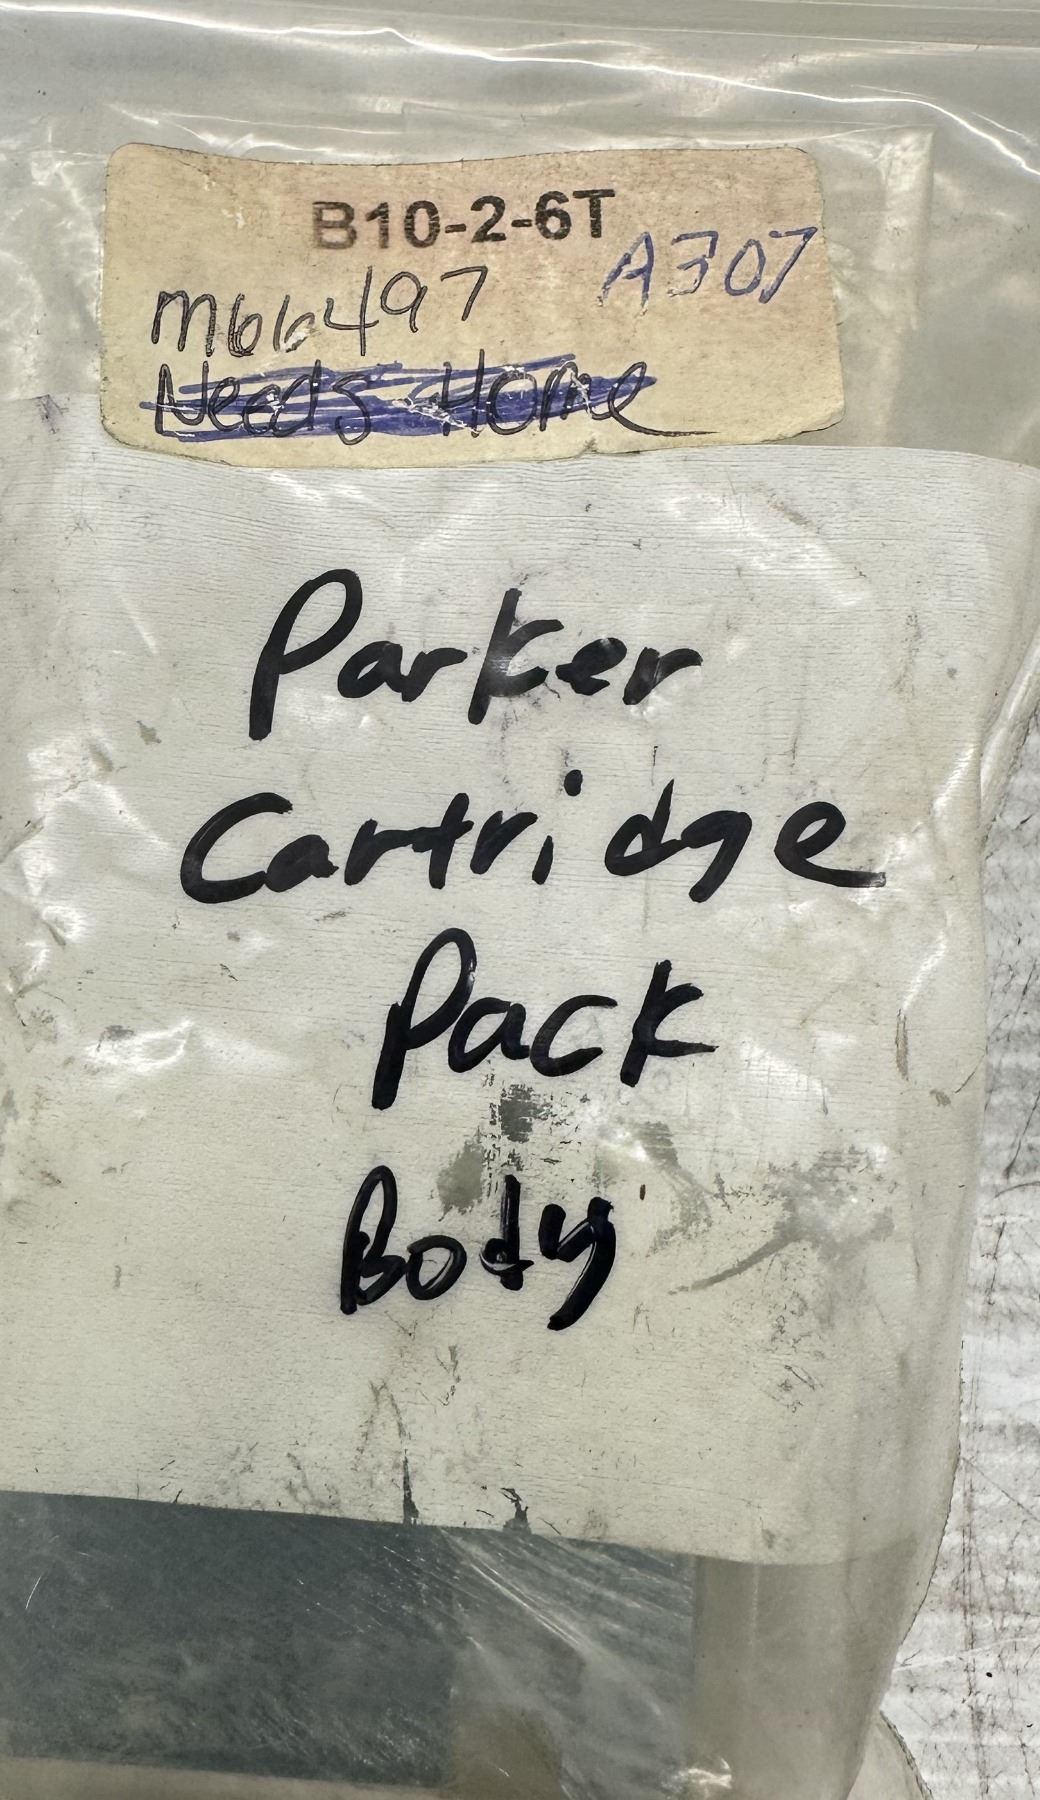 B10-2-6T
A307
M66497
Needs Home
Parker
Cartridge
Pack
Body